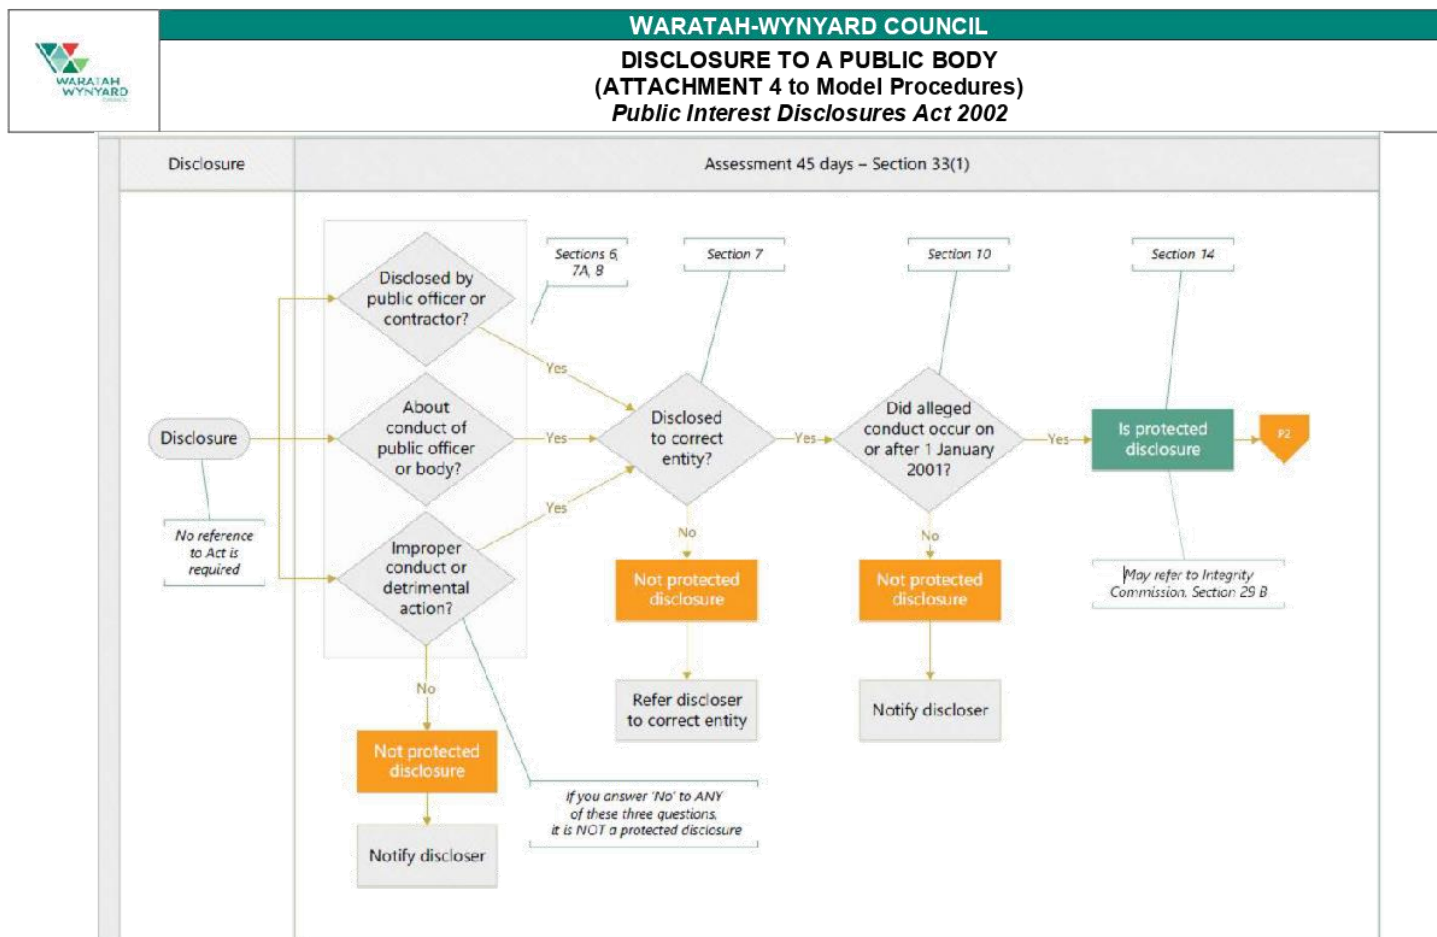 WARATAH-WYNYARD COUNCIL
WARATAH
WYNYARD
COUNCIL
DISCLOSURE TO A PUBLIC BODY
(ATTACHMENT 4 to Model Procedures)
Public Interest Disclosures Act 2002
Disclosure
Assessment 45 days – Section 33(1)
Disclosure
No reference
to Act is
required
Disclosed by
public officer or
contractor?
Sections 6,
7A, 8
Yes
About
conduct of
public officer
or body?
Yes
Improper
conduct or
detrimental
action?
Yes
No
Not protected
disclosure
Notify discloser
If you answer 'No' to ANY
of these three questions,
it is NOT a protected disclosure
Section 7
Disclosed
to correct
entity?
Yes
No
Not protected
disclosure
Refer discloser
to correct entity
Section 10
Did alleged
conduct occur on
or after 1 January
2001?
Yes
No
Not protected
disclosure
Notify discloser
Section 14
Is protected
disclosure
P2
May refer to Integrity
Commission, Section 29 B